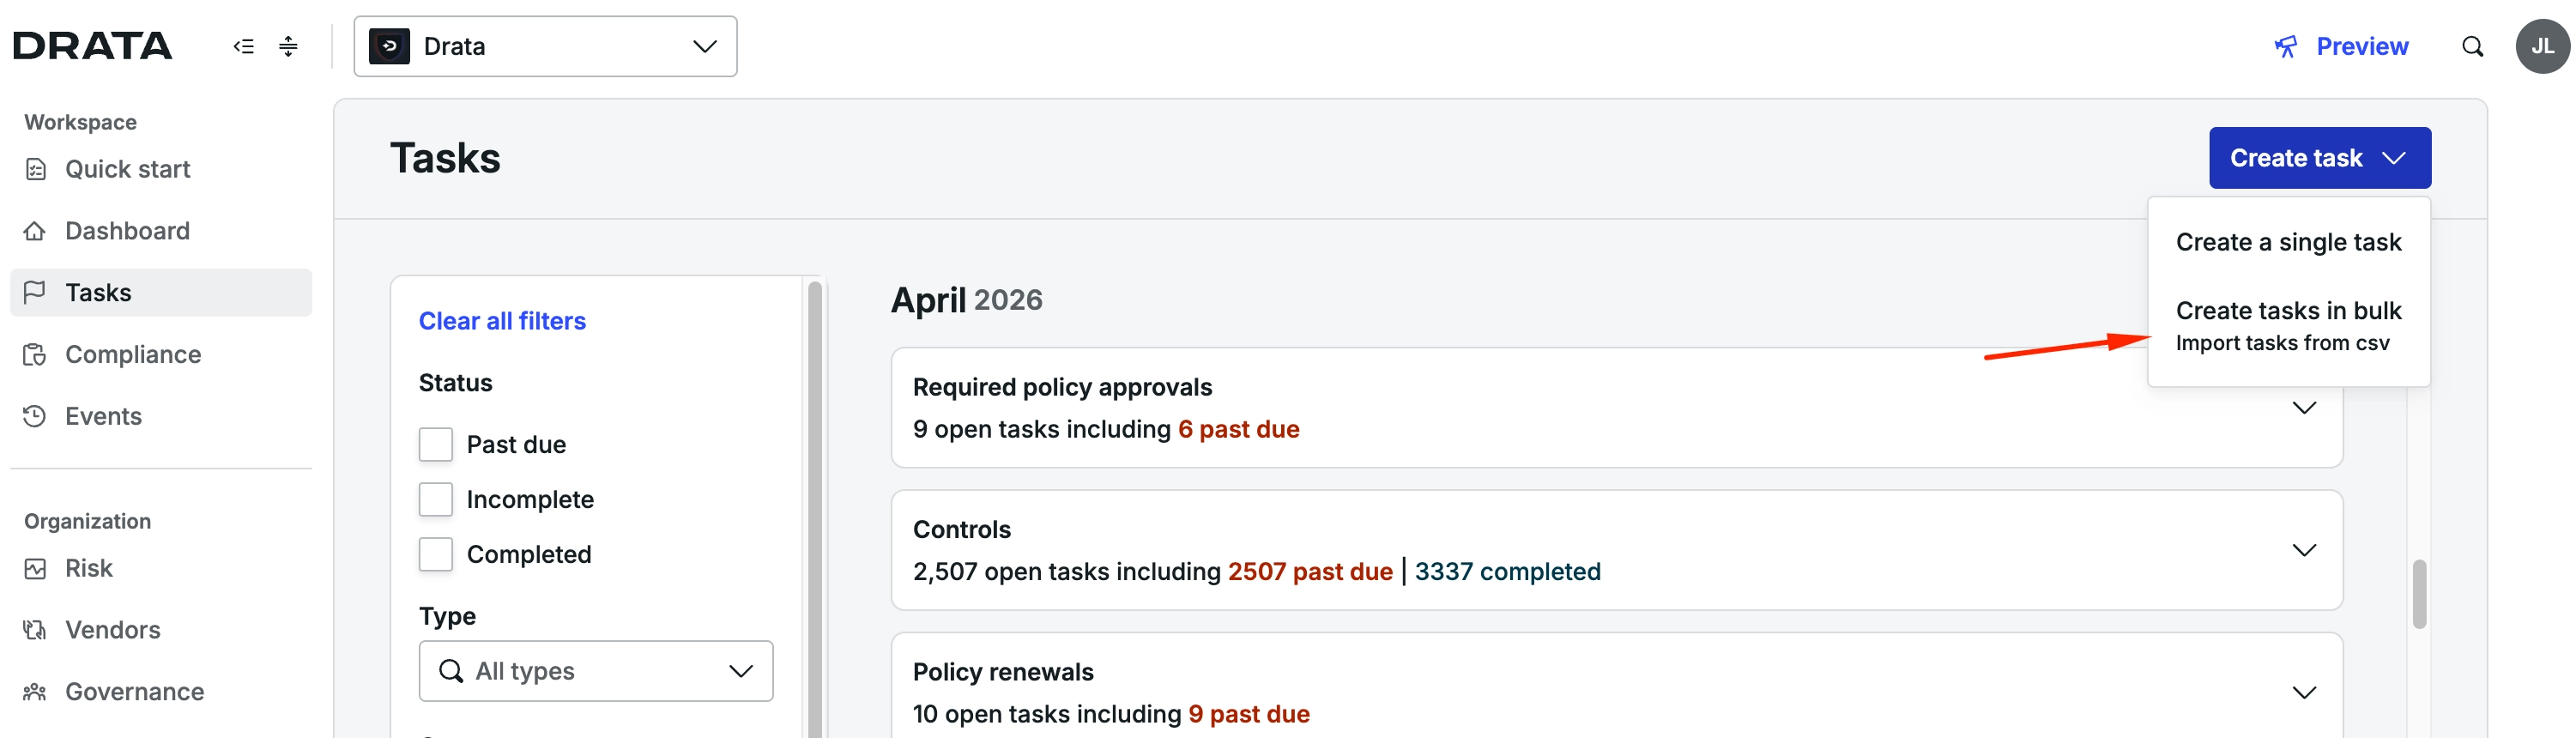 DRATA
Drata
Preview
JL
Workspace
Quick start
Dashboard
Tasks
Compliance
Events
Organization
Risk
Vendors
Governance
Tasks
Create task
Create a single task
Create tasks in bulk
Import tasks from csv
Clear all filters
Status
Past due
Incomplete
Completed
Type
All types
April 2026
Required policy approvals
9 open tasks including 6 past due
Controls
2,507 open tasks including 2507 past due | 3337 completed
Policy renewals
10 open tasks including 9 past due